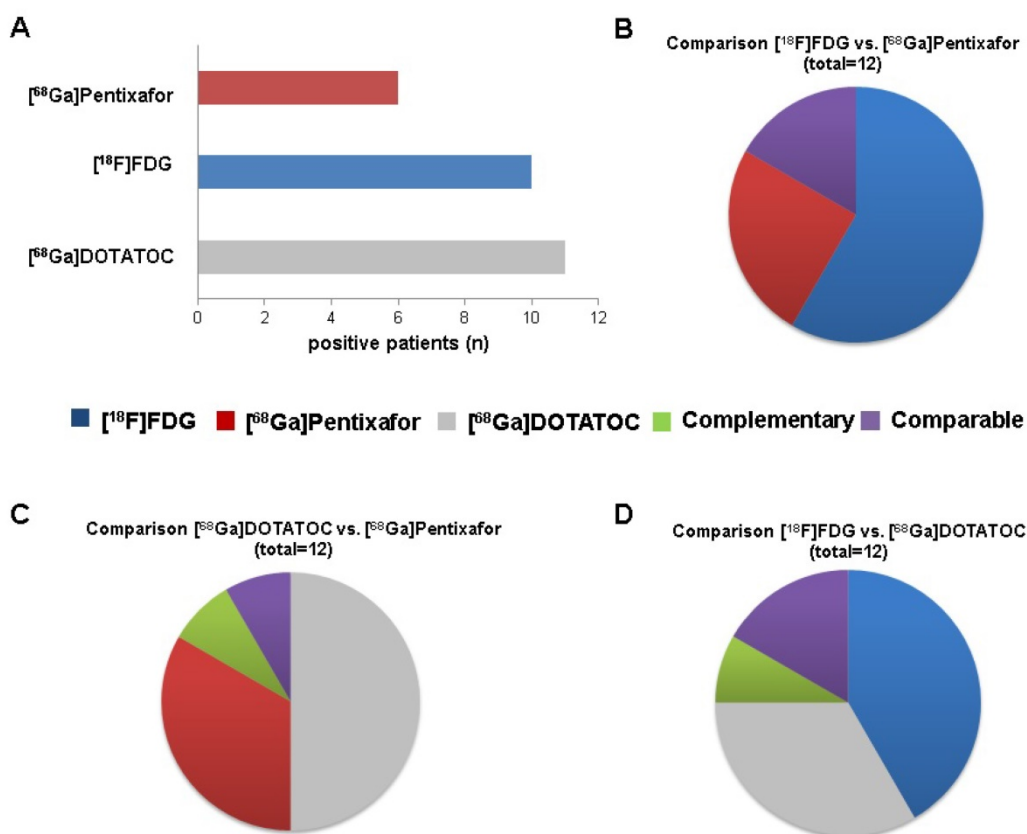 A
[⁶⁸Ga]Pentixafor
[¹⁸F]FDG
[⁶⁸Ga]DOTATOC
0 2 4 6 8 10 12
positive patients (n)
B
Comparison [¹⁸F]FDG vs. [⁶⁸Ga]Pentixafor
(total=12)
[¹⁸F]FDG [⁶⁸Ga]Pentixafor [⁶⁸Ga]DOTATOC Complementary Comparable
C
Comparison [⁶⁸Ga]DOTATOC vs. [⁶⁸Ga]Pentixafor
(total=12)
D
Comparison [¹⁸F]FDG vs. [⁶⁸Ga]DOTATOC
(total=12)